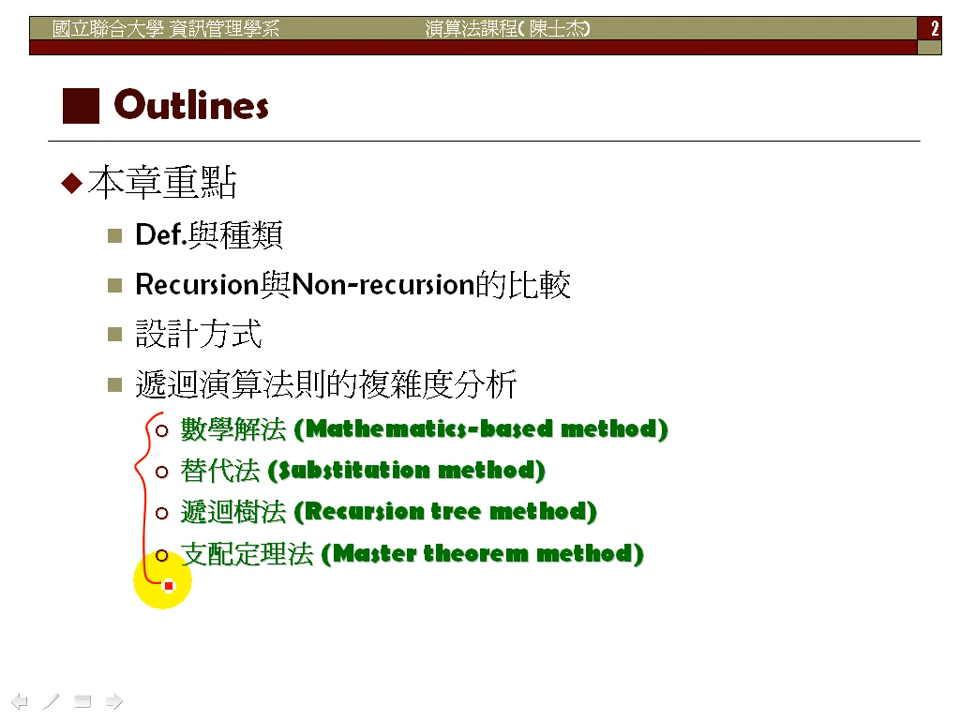 國立聯合大學 資訊管理學系 演算法課程( 陳士杰) 2
Outlines
本章重點
Def.與種類
Recursion與Non-recursion的比較
設計方式
遞迴演算法則的複雜度分析
數學解法 (Mathematics-based method)
替代法 (Substitution method)
遞迴樹法 (Recursion tree method)
支配定理法 (Master theorem method)